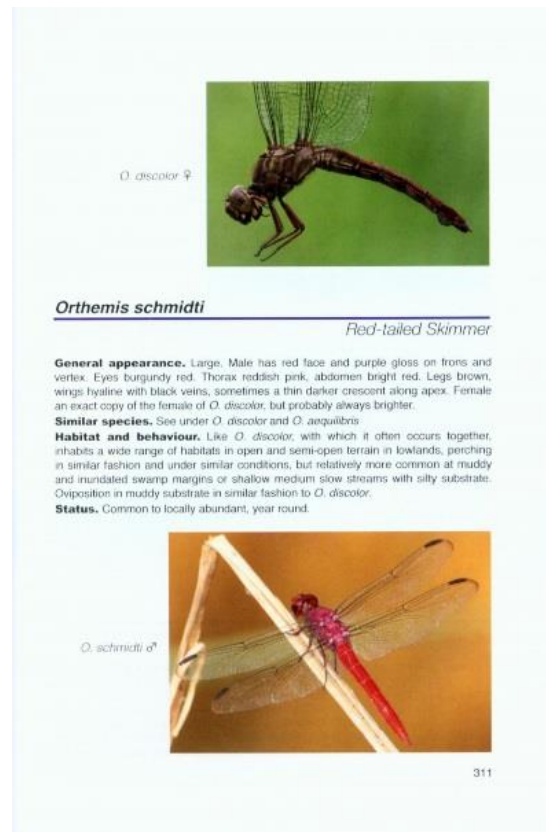 O. discolor ♀
Orthemis schmidti
Red-tailed Skimmer
General appearance. Large. Male has red face and purple gloss on frons and
vertex. Eyes burgundy red. Thorax reddish pink, abdomen bright red. Legs brown,
wings hyaline with black veins, sometimes a thin darker crescent along apex. Female
an exact copy of the female of O. discolor, but probably always brighter.
Similar species. See under O. discolor and O. aequilibris
Habitat and behaviour. Like O. discolor, with which it often occurs together,
inhabits a wide range of habitats in open and semi-open terrain in lowlands, perching
in similar fashion and under similar conditions, but relatively more common at muddy
and inundated swamp margins or shallow medium slow streams with silty substrate.
Oviposition in muddy substrate in similar fashion to O. discolor.
Status. Common to locally abundant, year round.
O. schmidti ♂
311